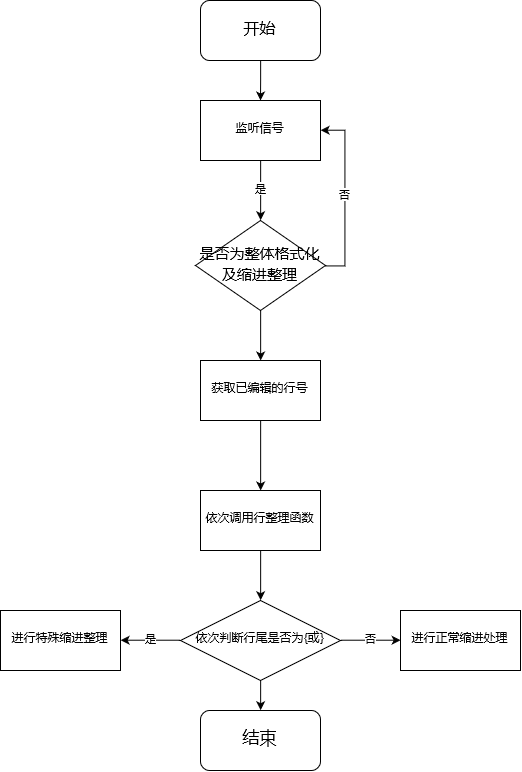 开始
监听信号
是
否
是否为整体格式化
及缩进整理
获取已编辑的行号
依次调用行整理函数
进行特殊缩进整理
是
依次判断行尾是否为{或}
否
进行正常缩进处理
结束